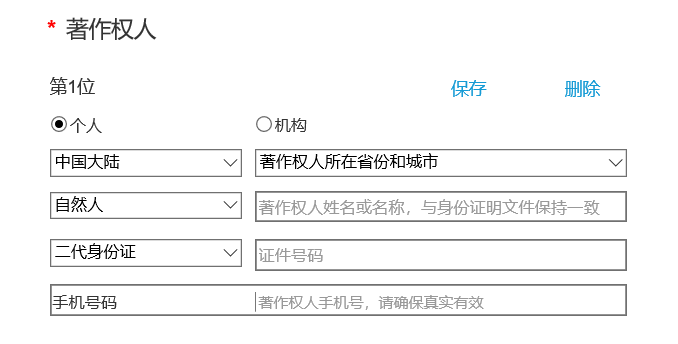 * 著作权人
第1位 保存 删除
个人 机构
中国大陆 著作权人所在省份和城市
自然人 著作权人姓名或名称，与身份证明文件保持一致
二代身份证 证件号码
手机号码 著作权人手机号，请确保真实有效